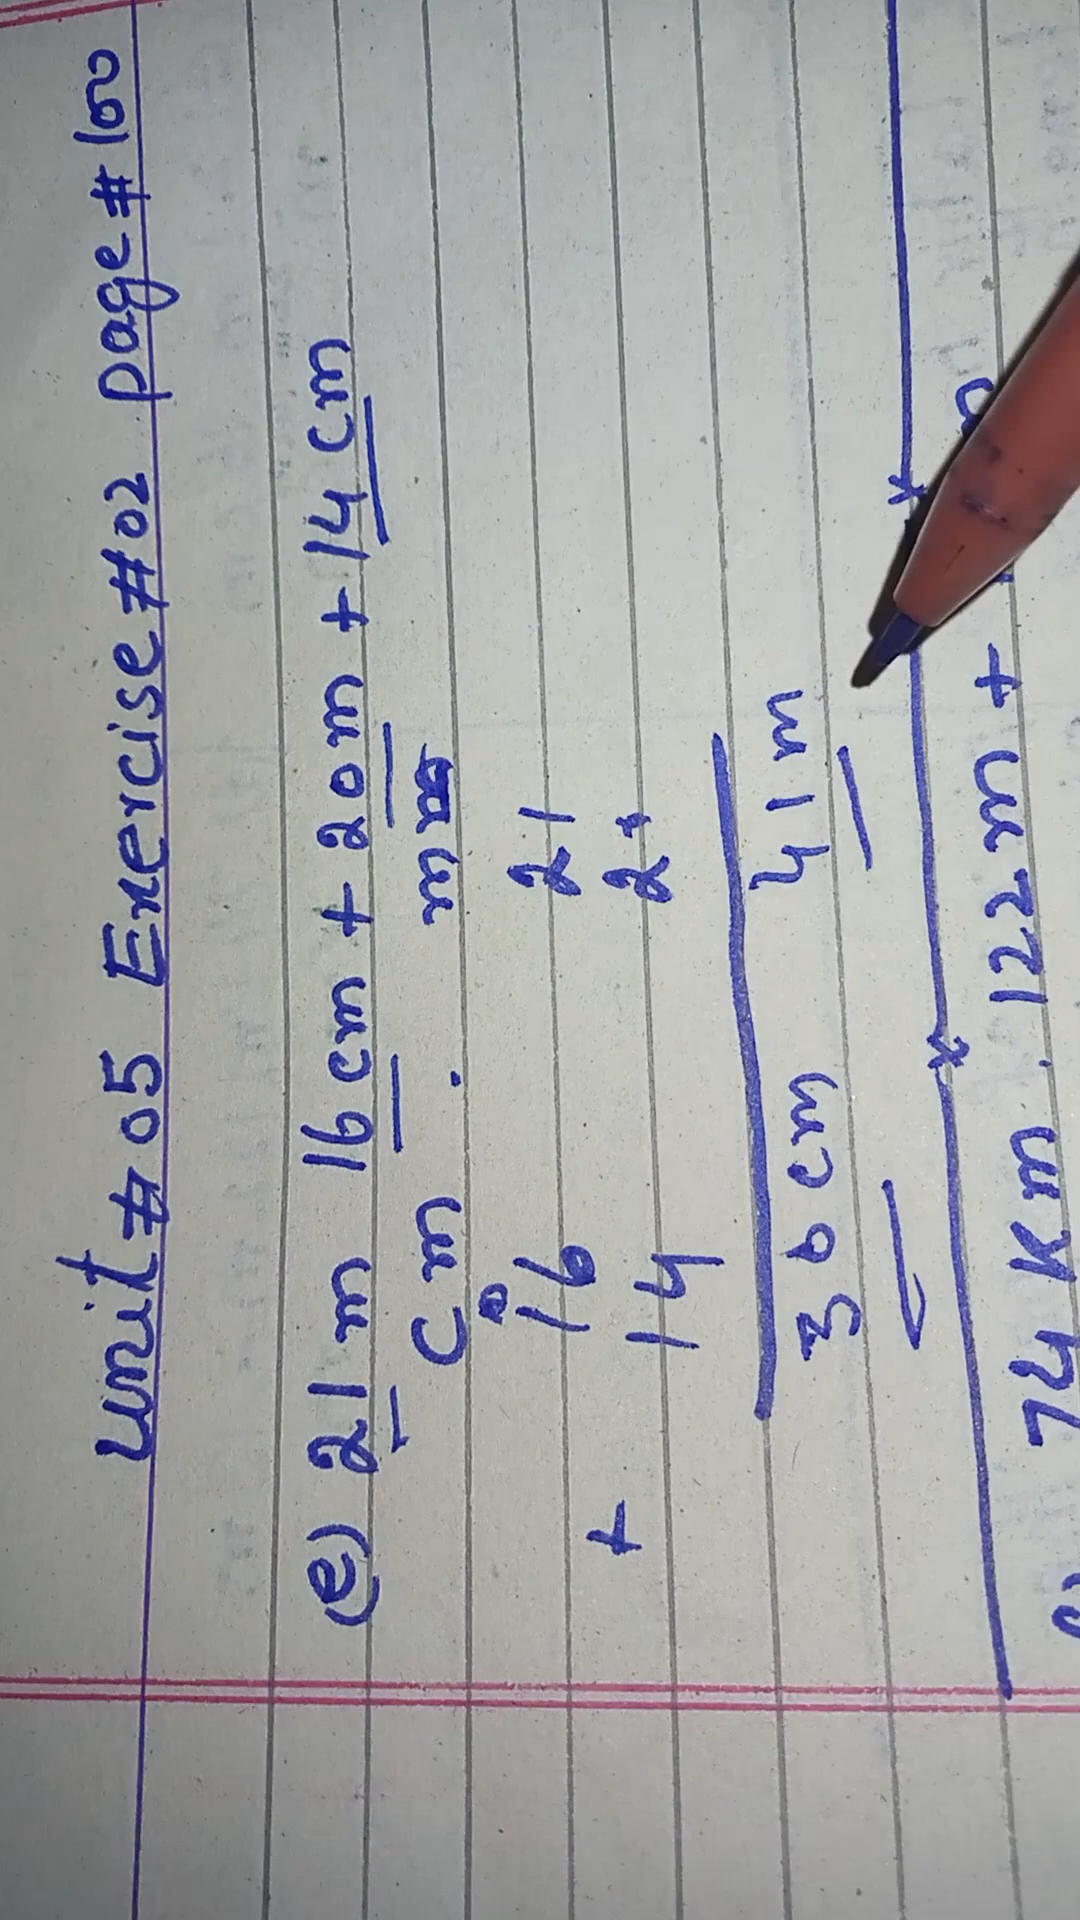 Unit # 05 Exercise # 02 page # 100
(e) 21 m 16 cm + 20m + 14 cm
cm m
16 21
+ 14 20
30 cm 41 m
74 Km 122 m +